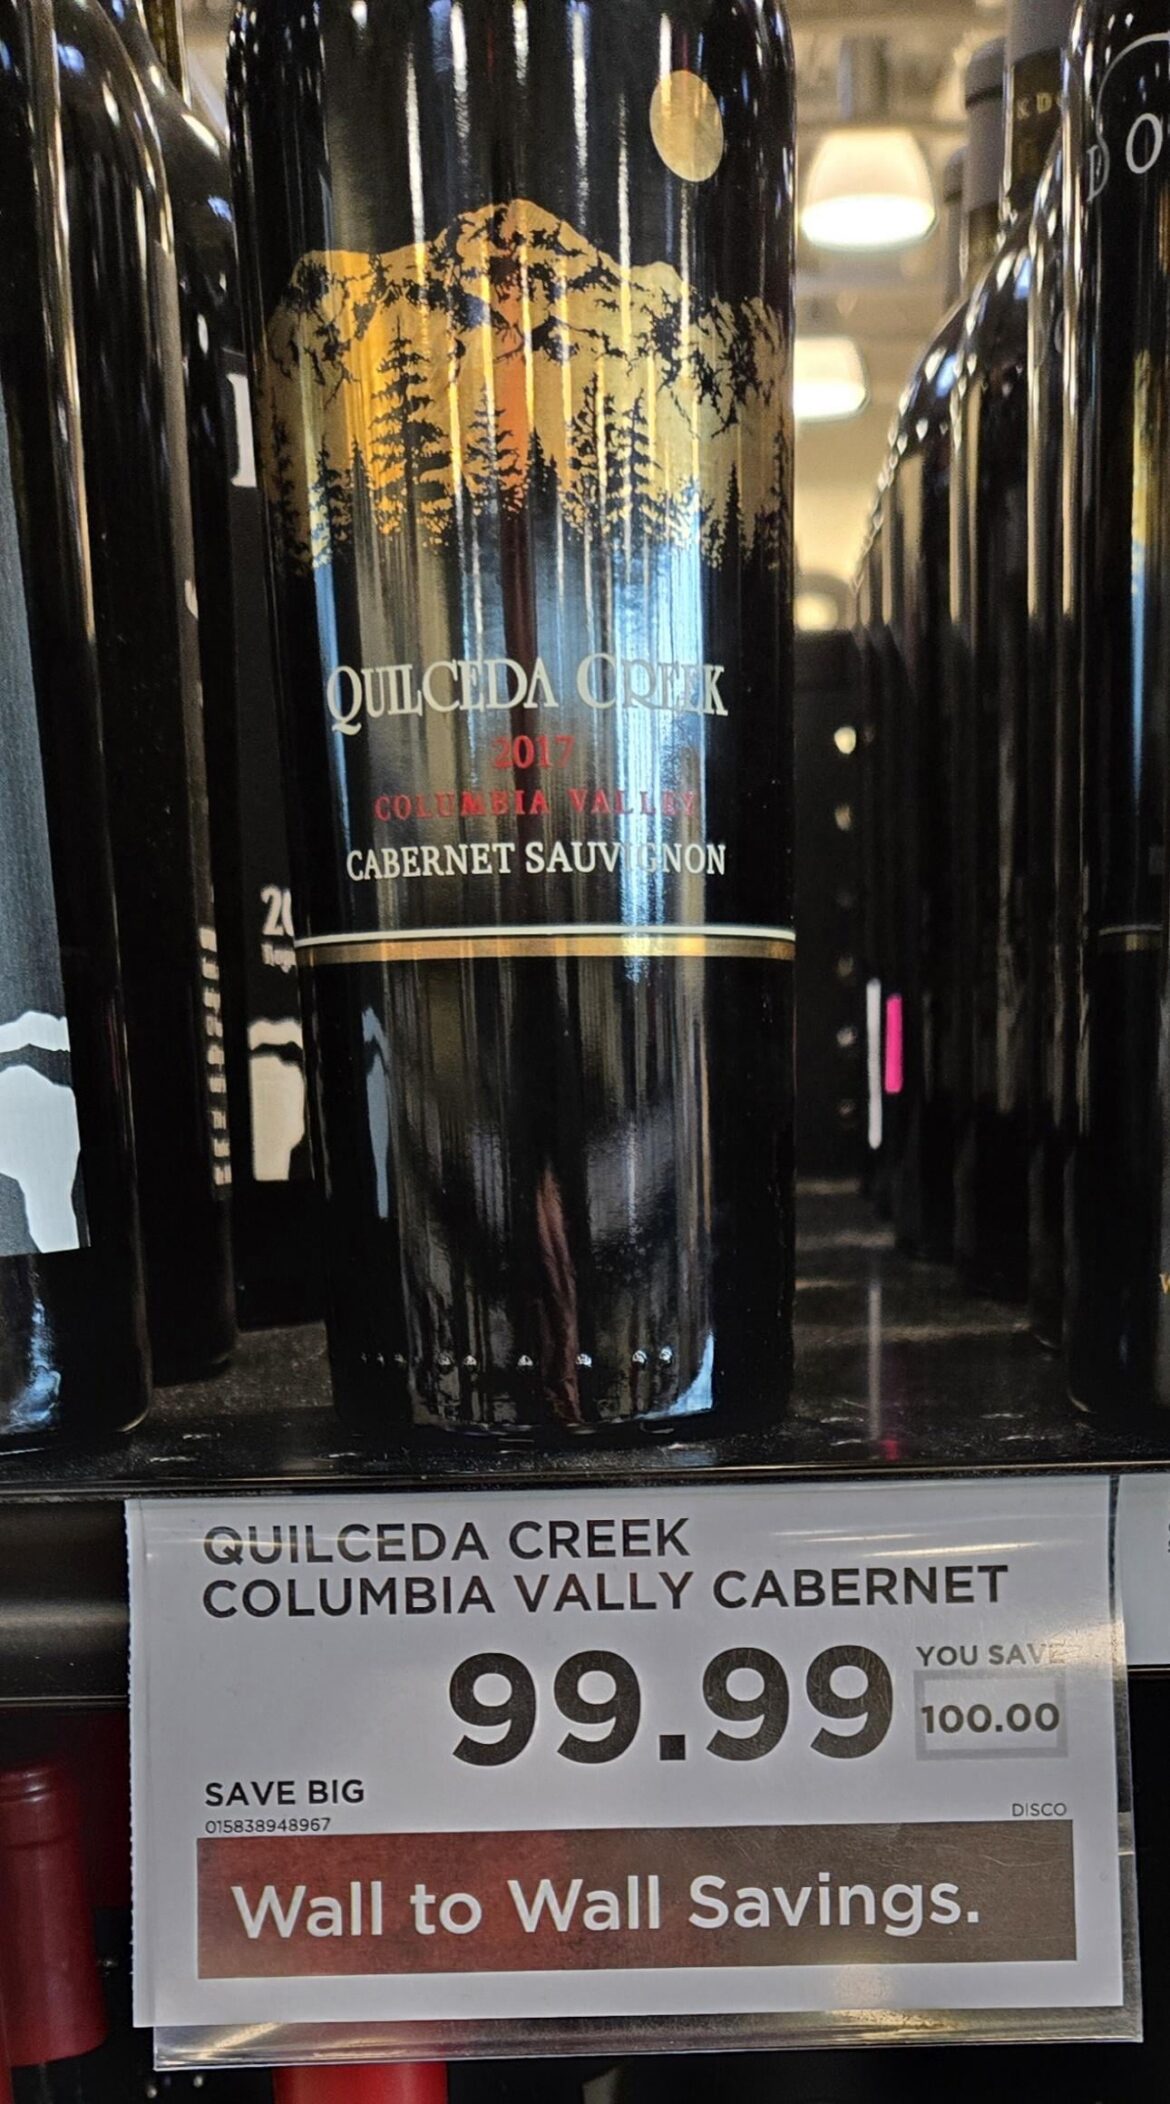 QUILCEDA CREEK
2017
COLUMBIA VALLEY
CABERNET SAUVIGNON
QUILCEDA CREEK
COLUMBIA VALLY CABERNET
99.99
YOU SAVE
100.00
SAVE BIG
015838948967
DISCO
Wall to Wall Savings.